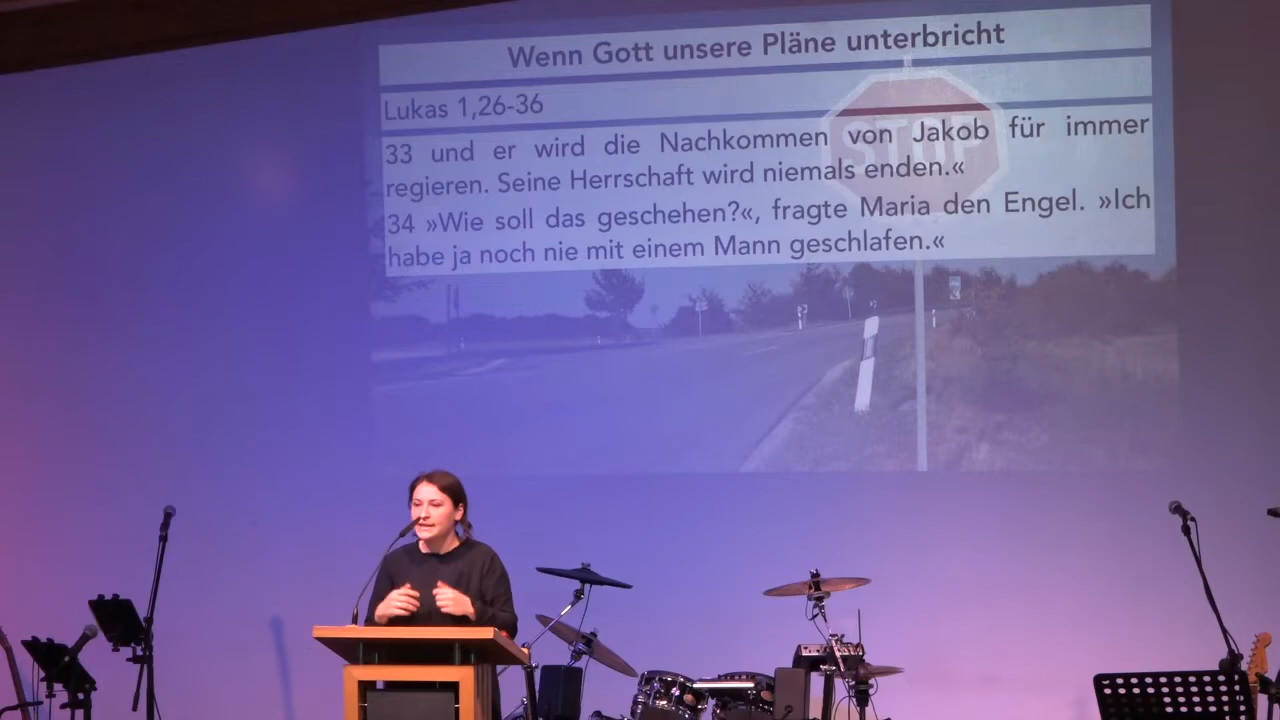 Wenn Gott unsere Pläne unterbricht
Lukas 1,26-36
33 und er wird die Nachkommen von Jakob für immer
regieren. Seine Herrschaft wird niemals enden.«
34 »Wie soll das geschehen?«, fragte Maria den Engel. »Ich
habe ja noch nie mit einem Mann geschlafen.«
STOP